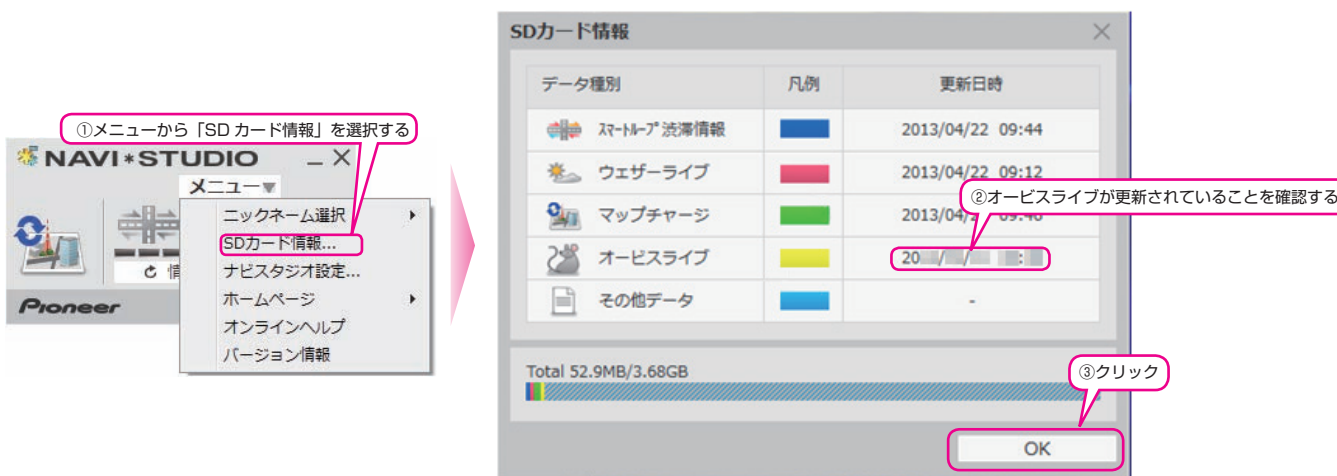 ①メニューから「SD カード情報」を選択する
NAVI*STUDIO
メニュー▼
ニックネーム選択
SDカード情報...
ナビスタジオ設定...
ホームページ
オンラインヘルプ
バージョン情報
情
Pioneer
SDカード情報
データ種別 凡例 更新日時
スマートループ渋滞情報 2013/04/22 09:44
ウェザーライブ 2013/04/22 09:12
②オービスライブが更新されていることを確認する
マップチャージ 2013/04/
オービスライブ 20 / / :
その他データ -
Total 52.9MB/3.68GB
③クリック
OK